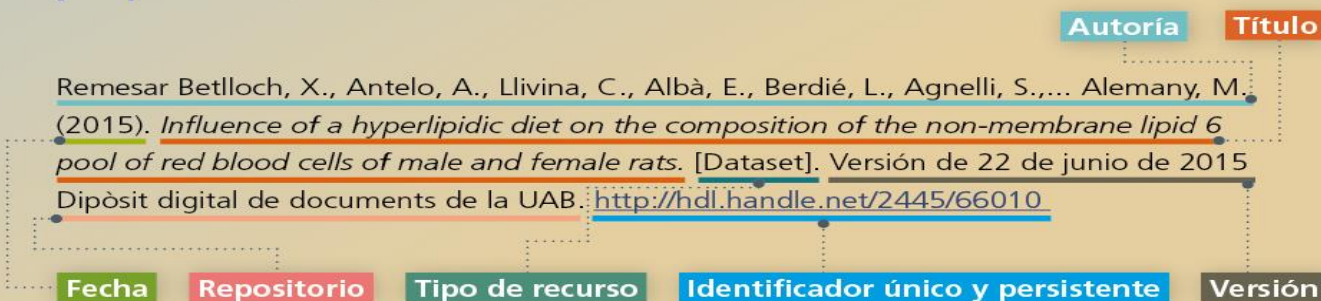 Autoría Título
Remesar Betlloch, X., Antelo, A., Llivina, C., Albà, E., Berdié, L., Agnelli, S.,... Alemany, M.
(2015). Influence of a hyperlipidic diet on the composition of the non-membrane lipid 6
pool of red blood cells of male and female rats. [Dataset]. Versión de 22 de junio de 2015
Dipòsit digital de documents de la UAB. http://hdl.handle.net/2445/66010
Fecha Repositorio Tipo de recurso Identificador único y persistente Versión